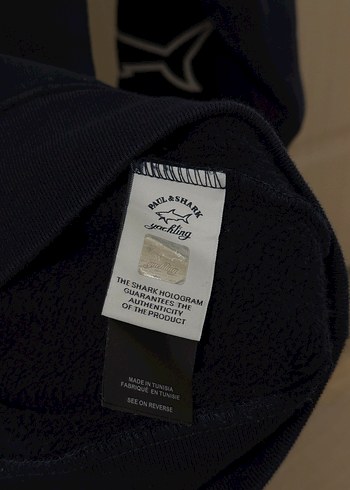 PAUL & SHARK
yachting
THE SHARK HOLOGRAM
GUARANTEES THE
AUTHENTICITY
OF THE PRODUCT
MADE IN TUNISIA
FABRIQUÉ EN TUNISIE
SEE ON REVERSE